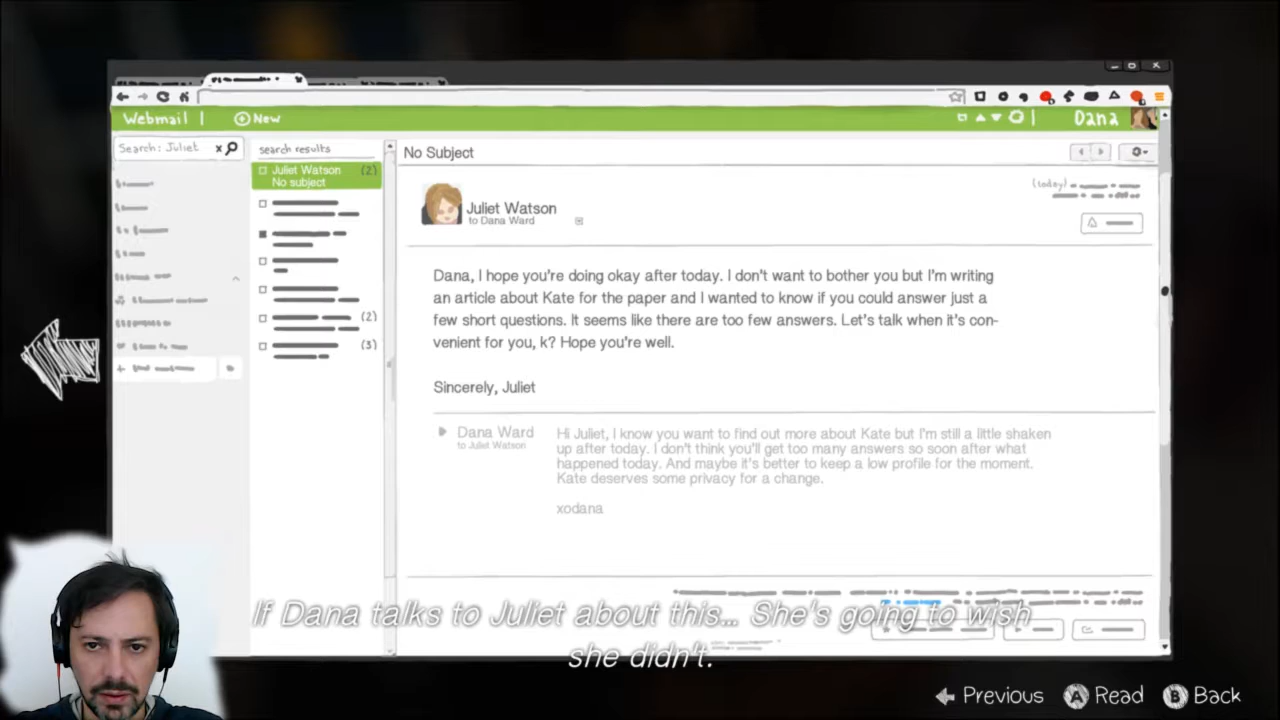 Webmail |
New
Dana
Search: Juliet x
search results
Juliet Watson (2)
No subject
(2)
(3)
No Subject
(today)
Juliet Watson
to Dana Ward
Dana, I hope you're doing okay after today. I don't want to bother you but I'm writing
an article about Kate for the paper and I wanted to know if you could answer just a
few short questions. It seems like there are too few answers. Let's talk when it's con-
venient for you, k? Hope you're well.
Sincerely, Juliet
Dana Ward
to Juliet Watson
Hi Juliet, I know you want to find out more about Kate but I'm still a little shaken
up after today. I don't think you'll get too many answers so soon after what
happened today. And maybe it's better to keep a low profile for the moment.
Kate deserves some privacy for a change.
xodana
If Dana talks to Juliet about this... She's going to wish
she didn't.
Previous
A Read
B Back